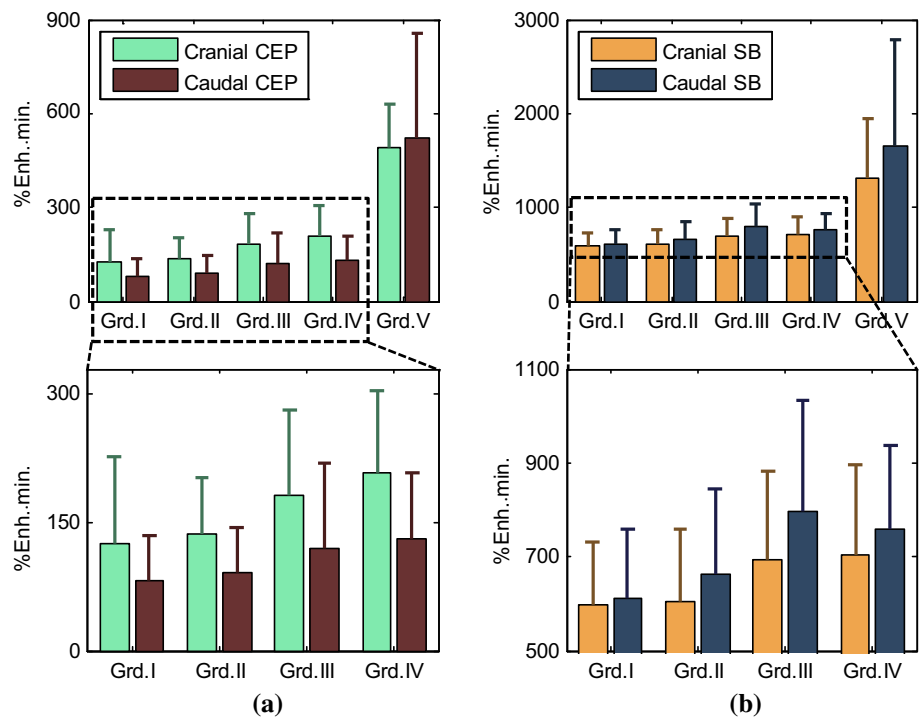 900
600
300
0
%Enh.-min.
Cranial CEP
Caudal CEP
Grd.I
Grd.II
Grd.III
Grd.IV
Grd.V
300
150
0
%Enh.-min.
Grd.I
Grd.II
Grd.III
Grd.IV
(a)
3000
2000
1000
0
%Enh.-min.
Cranial SB
Caudal SB
Grd.I
Grd.II
Grd.III
Grd.IV
Grd.V
1100
900
700
500
%Enh.-min.
Grd.I
Grd.II
Grd.III
Grd.IV
(b)